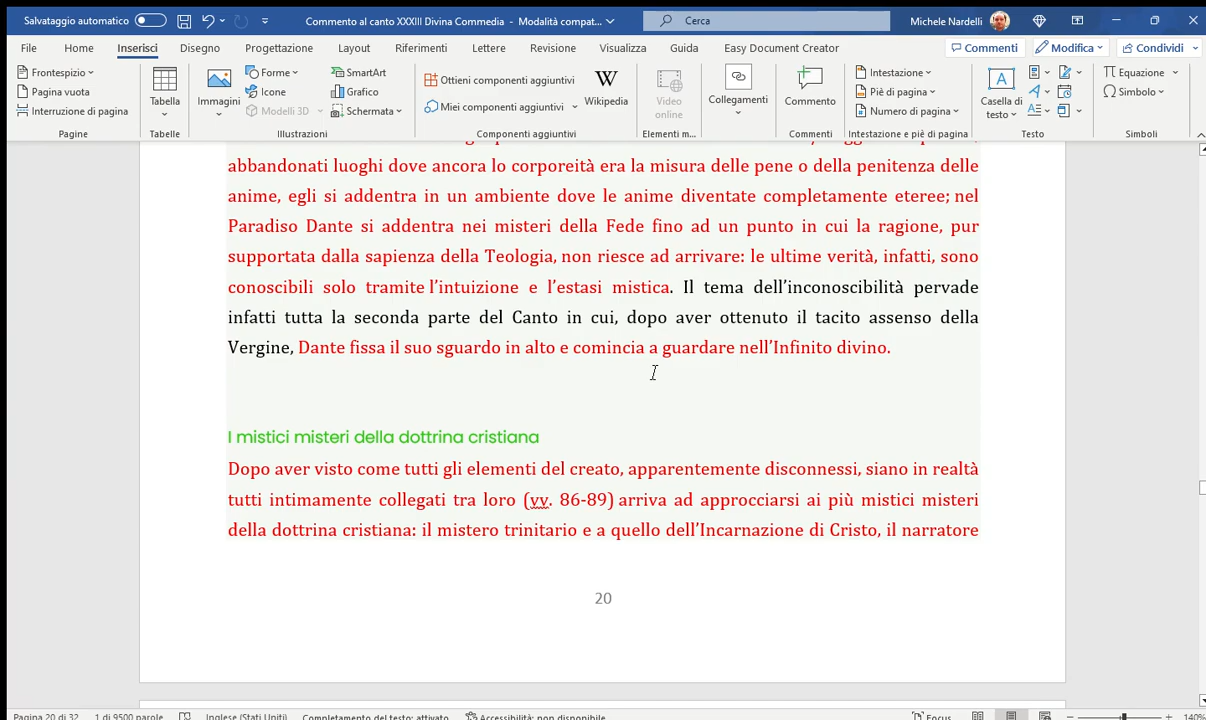 Salvataggio automatico
Commento al canto XXXIII Divina Commedia - Modalità compat...
Cerca
Michele Nardelli
File Home Inserisci Disegno Progettazione Layout Riferimenti Lettere Revisione Visualizza Guida Easy Document Creator
Commenti Modifica Condividi
Frontespizio
Pagina vuota
Interruzione di pagina
Pagine
Tabella
Tabelle
Immagini
Forme
Icone
Modelli 3D
SmartArt
Grafico
Schermata
Illustrazioni
Ottieni componenti aggiuntivi
Miei componenti aggiuntivi
W
Wikipedia
Componenti aggiuntivi
Video online
Elementi m...
Collegamenti
Commento
Commenti
Intestazione
Piè di pagina
Numero di pagina
Intestazione e piè di pagina
Casella di testo
Testo
Equazione
Simbolo
Simboli
abbandonati luoghi dove ancora lo corporeità era la misura delle pene o della penitenza delle
anime, egli si addentra in un ambiente dove le anime diventate completamente eteree; nel
Paradiso Dante si addentra nei misteri della Fede fino ad un punto in cui la ragione, pur
supportata dalla sapienza della Teologia, non riesce ad arrivare: le ultime verità, infatti, sono
conoscibili solo tramite l’intuizione e l’estasi mistica. Il tema dell’inconoscibilità pervade
infatti tutta la seconda parte del Canto in cui, dopo aver ottenuto il tacito assenso della
Vergine, Dante fissa il suo sguardo in alto e comincia a guardare nell’Infinito divino.
I mistici misteri della dottrina cristiana
Dopo aver visto come tutti gli elementi del creato, apparentemente disconnessi, siano in realtà
tutti intimamente collegati tra loro (vv. 86-89) arriva ad approcciarsi ai più mistici misteri
della dottrina cristiana: il mistero trinitario e a quello dell’Incarnazione di Cristo, il narratore
20
Pagina 20 di 32 1 di 9500 parole Inglese (Stati Uniti) Completamento del testo: attivato Accessibilità: non disponibile Focus 140%